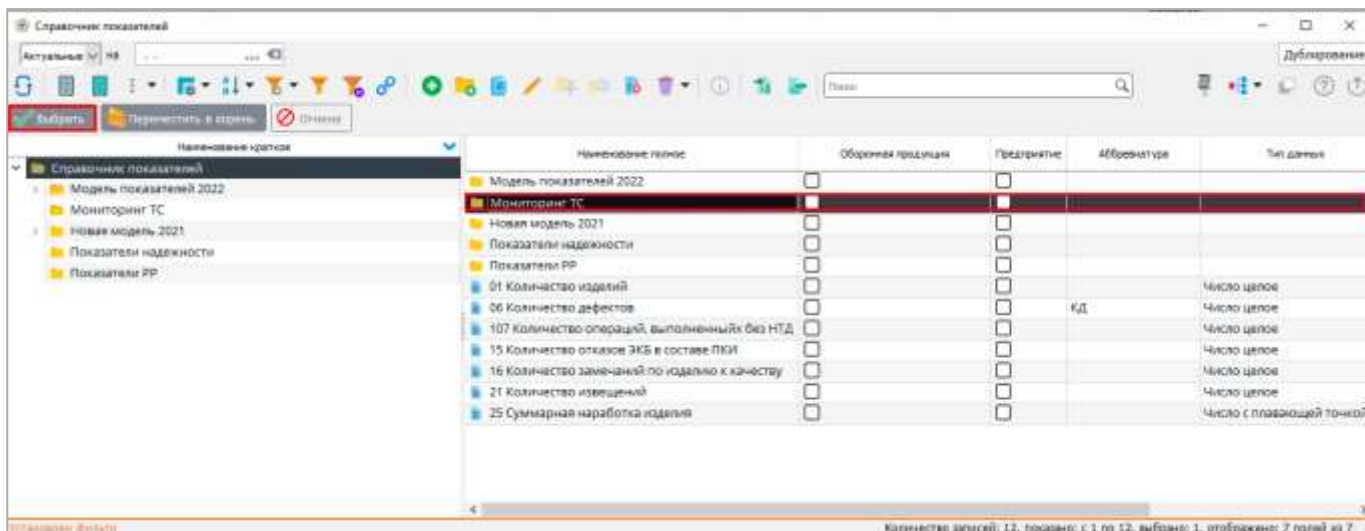 Справочник показателей
Актуальные на . . ...
Дублирование
Поиск
Выбрать Переместить в корень Отмена
Наименование краткое
Справочник показателей
Модель показателей 2022
Мониторинг ТС
Новая модель 2021
Показатели надежности
Показатели РР
Наименование полное Оборонная продукция Предприятие Аббревиатура Тип данных
Модель показателей 2022
Мониторинг ТС
Новая модель 2021
Показатели надежности
Показатели РР
01 Количество изделий Число целое
06 Количество дефектов КД Число целое
107 Количество операций, выполненныйх без НТД Число целое
15 Количество отказов ЭКБ в составе ПКИ Число целое
16 Количество замечаний по изделию к качеству Число целое
21 Количество извещений Число целое
25 Суммарная наработка изделия Число с плавающей точкой
Установлен фильтр
Количество записей: 12, показано: с 1 по 12, выбрано: 1, отображено: 7 полей из 7